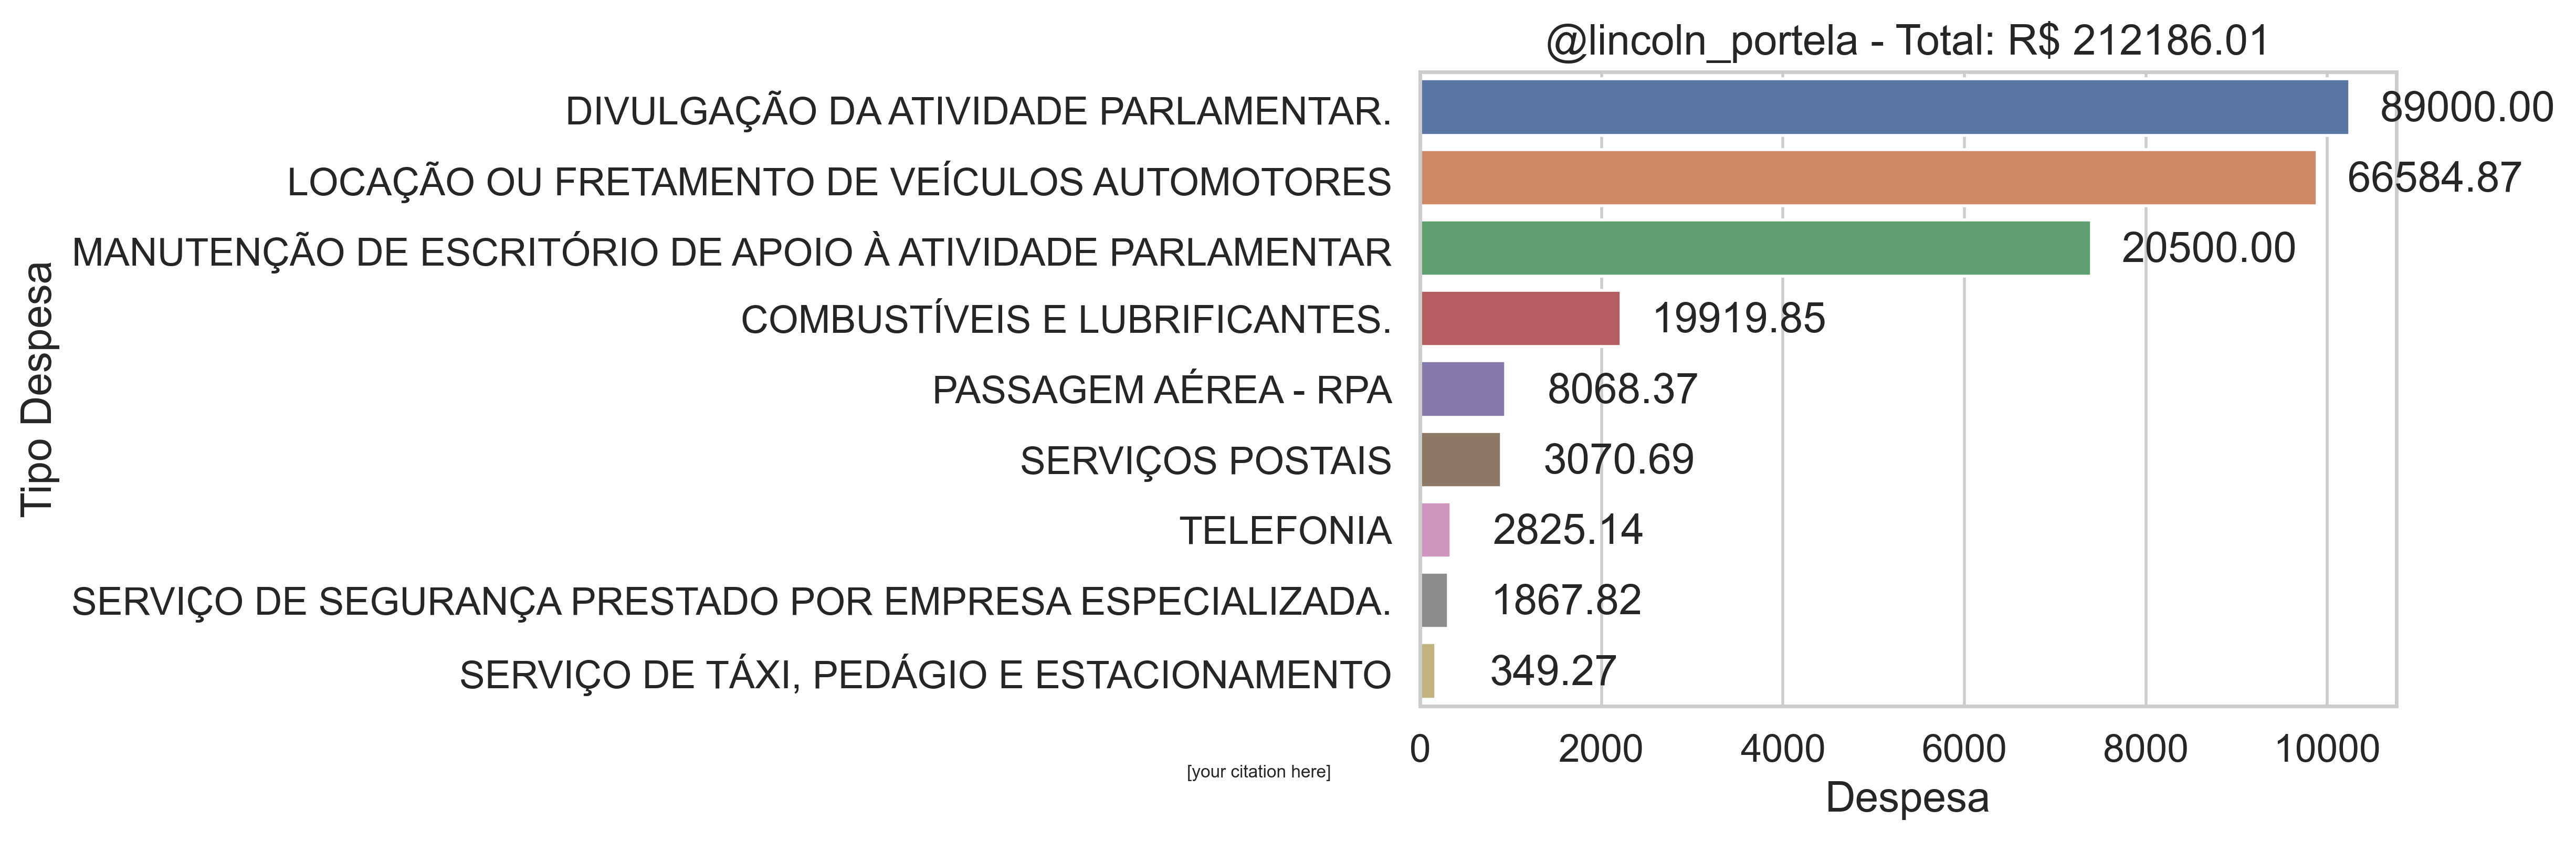 @lincoln_portela - Total: R$ 212186.01
Tipo Despesa
DIVULGAÇÃO DA ATIVIDADE PARLAMENTAR. 89000.00
LOCAÇÃO OU FRETAMENTO DE VEÍCULOS AUTOMOTORES 66584.87
MANUTENÇÃO DE ESCRITÓRIO DE APOIO À ATIVIDADE PARLAMENTAR 20500.00
COMBUSTÍVEIS E LUBRIFICANTES. 19919.85
PASSAGEM AÉREA - RPA 8068.37
SERVIÇOS POSTAIS 3070.69
TELEFONIA 2825.14
SERVIÇO DE SEGURANÇA PRESTADO POR EMPRESA ESPECIALIZADA. 1867.82
SERVIÇO DE TÁXI, PEDÁGIO E ESTACIONAMENTO 349.27
0 2000 4000 6000 8000 10000
[your citation here]
Despesa